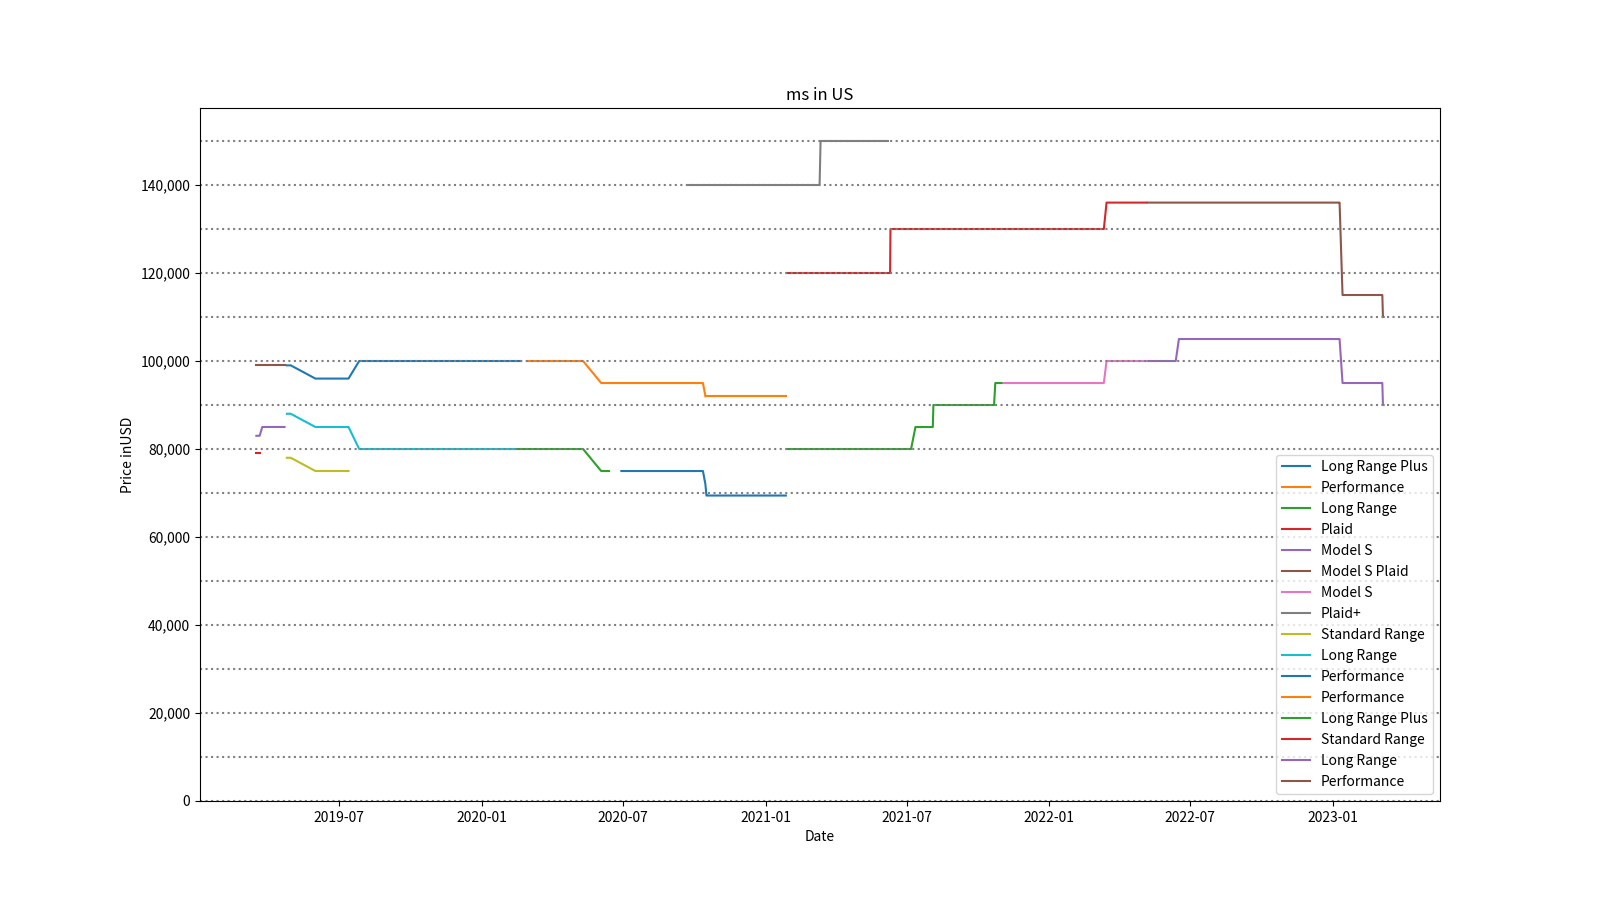 ms in US
140,000
120,000
100,000
80,000
60,000
40,000
20,000
0
Price inUSD
2019-07
2020-01
2020-07
2021-01
2021-07
2022-01
2022-07
2023-01
Date
Long Range Plus
Performance
Long Range
Plaid
Model S
Model S Plaid
Model S
Plaid+
Standard Range
Long Range
Performance
Performance
Long Range Plus
Standard Range
Long Range
Performance